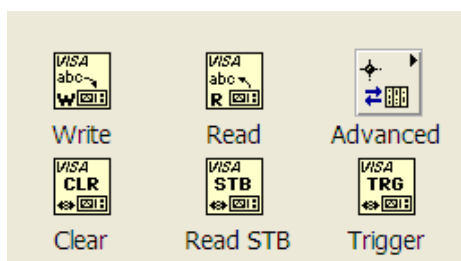 VISA
abc
W
VISA
abc
R
Write
Read
Advanced
VISA
CLR
VISA
STB
VISA
TRG
Clear
Read STB
Trigger